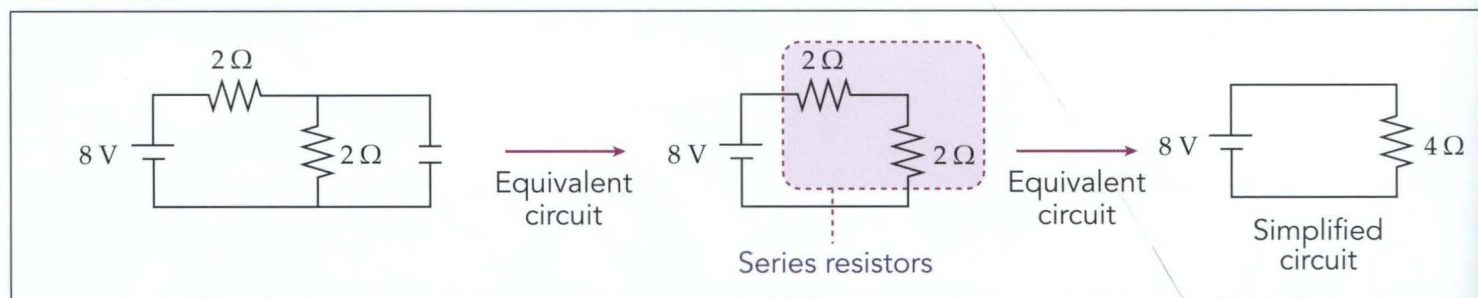 2 Ω
8 V
2 Ω
Equivalent
circuit
2 Ω
8 V
2 Ω
Series resistors
Equivalent
circuit
8 V
4 Ω
Simplified
circuit